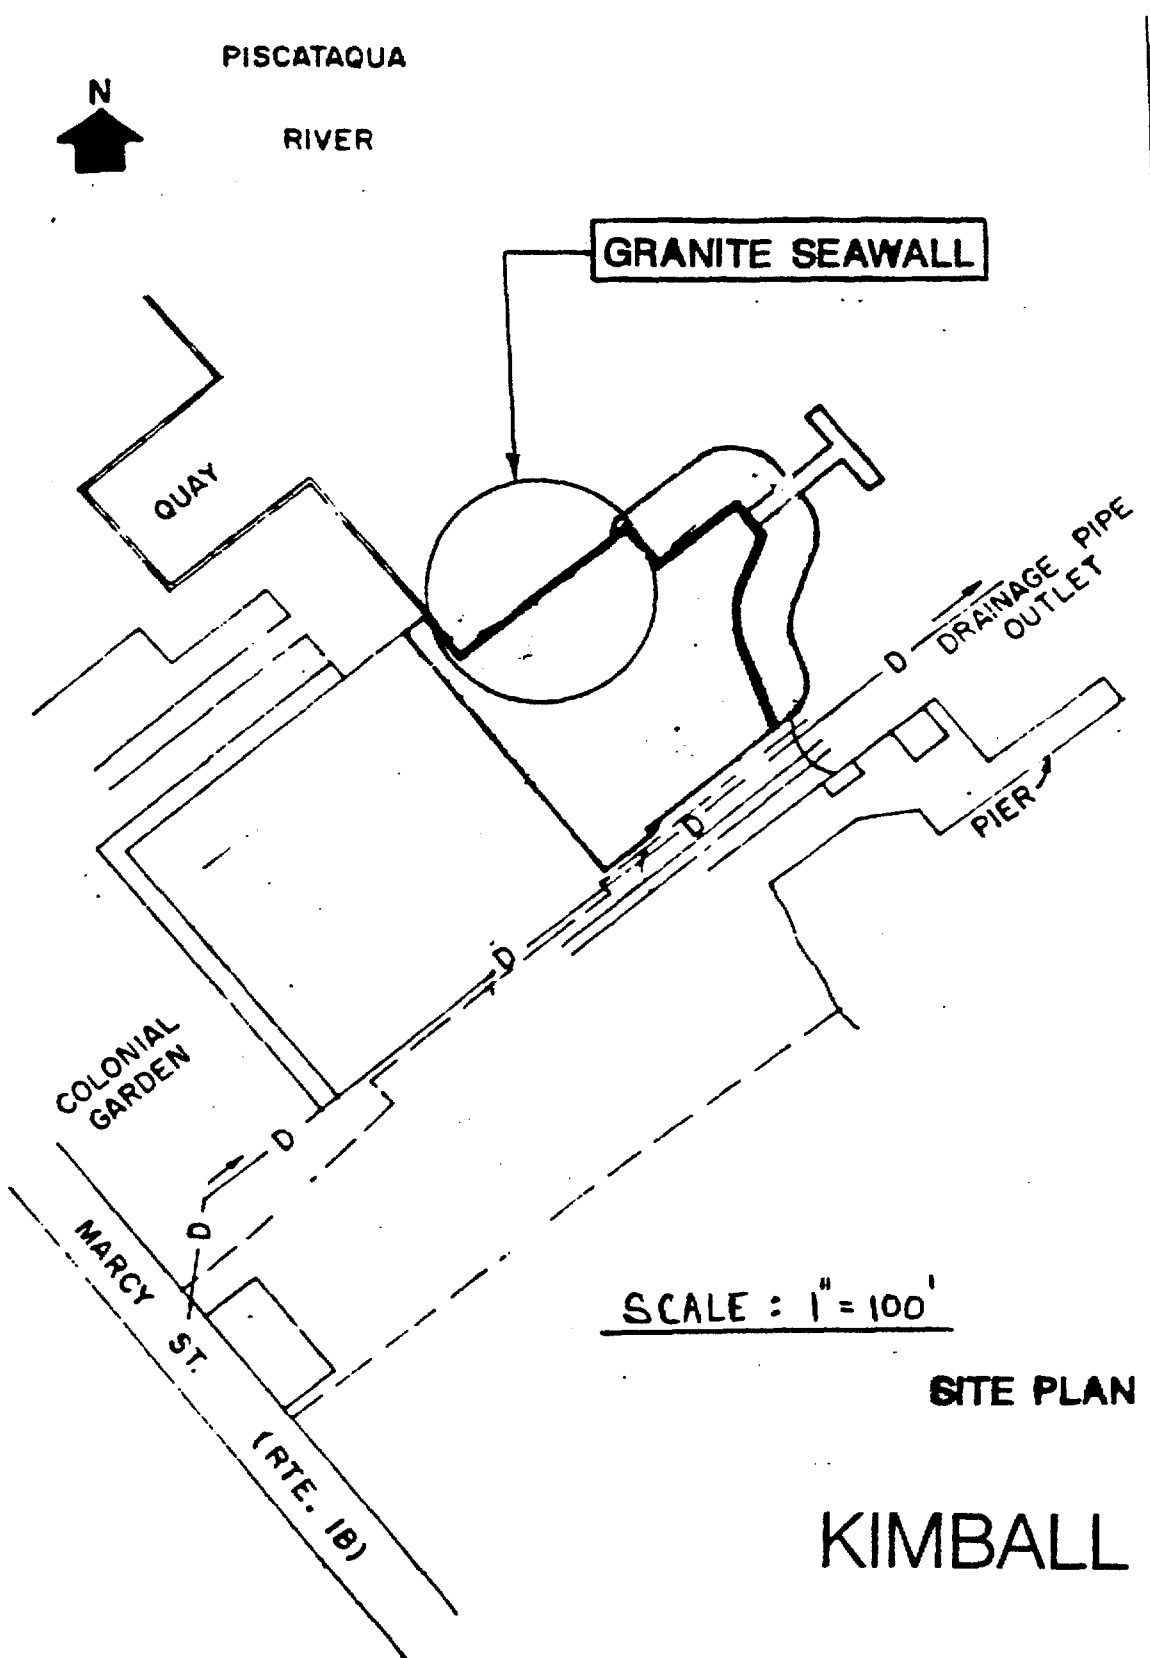 PISCATAQUA
RIVER
N
GRANITE SEAWALL
QUAY
DRAINAGE PIPE
OUTLET
D
PIER
D
D
COLONIAL
GARDEN
D
D
MARCY ST. (RTE. 1B)
SCALE : 1" = 100'
SITE PLAN
KIMBALL